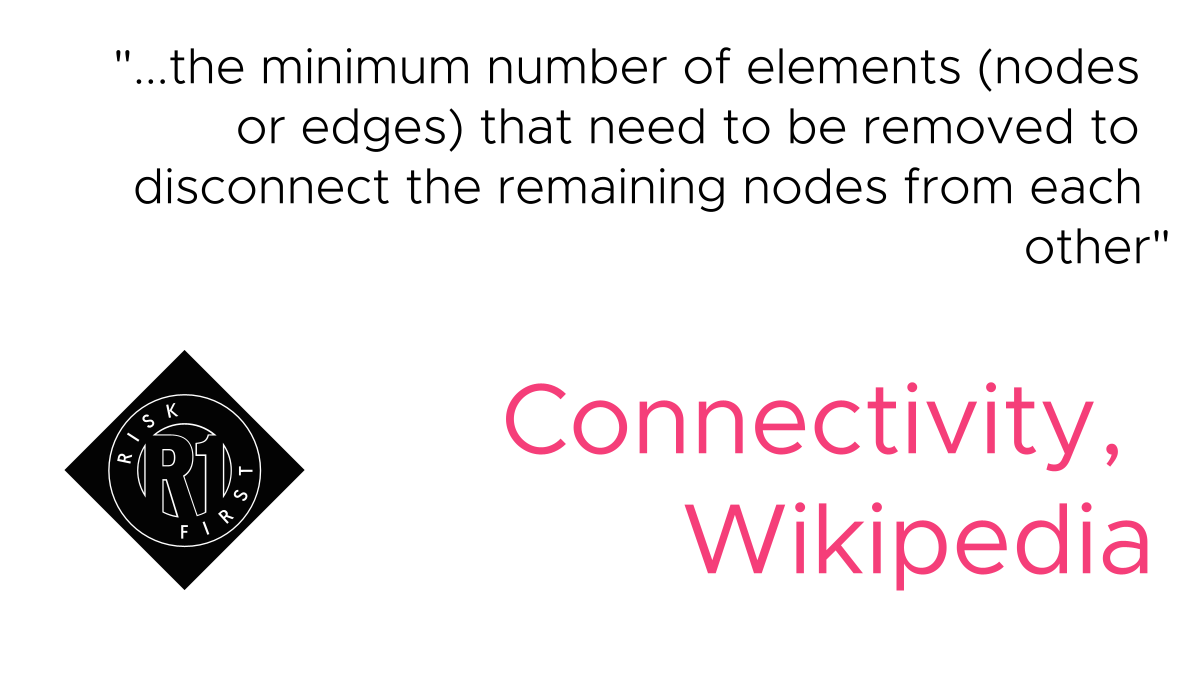 "...the minimum number of elements (nodes
or edges) that need to be removed to
disconnect the remaining nodes from each
other"
RISK
R1
FIRST
Connectivity,
Wikipedia